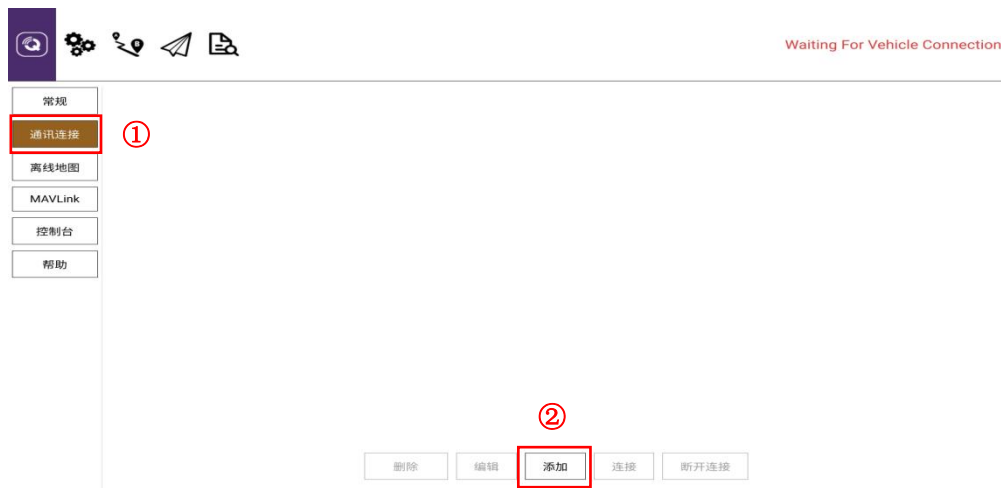 Waiting For Vehicle Connection
常规
通讯连接
①
离线地图
MAVLink
控制台
帮助
②
删除
编辑
添加
连接
断开连接